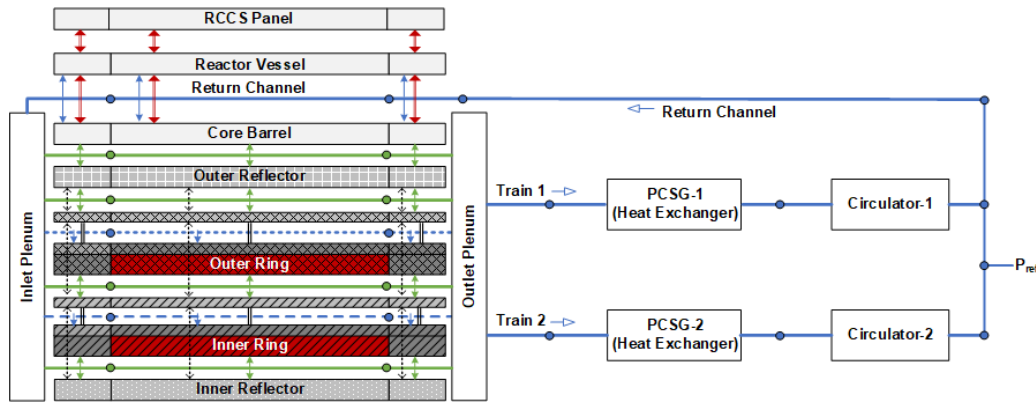 RCCS Panel
Reactor Vessel
Return Channel
Return Channel
Core Barrel
Outer Reflector
Inlet Plenum
Outlet Plenum
Train 1
PCSG-1
(Heat Exchanger)
Circulator-1
Outer Ring
P_ref
Train 2
PCSG-2
(Heat Exchanger)
Circulator-2
Inner Ring
Inner Reflector